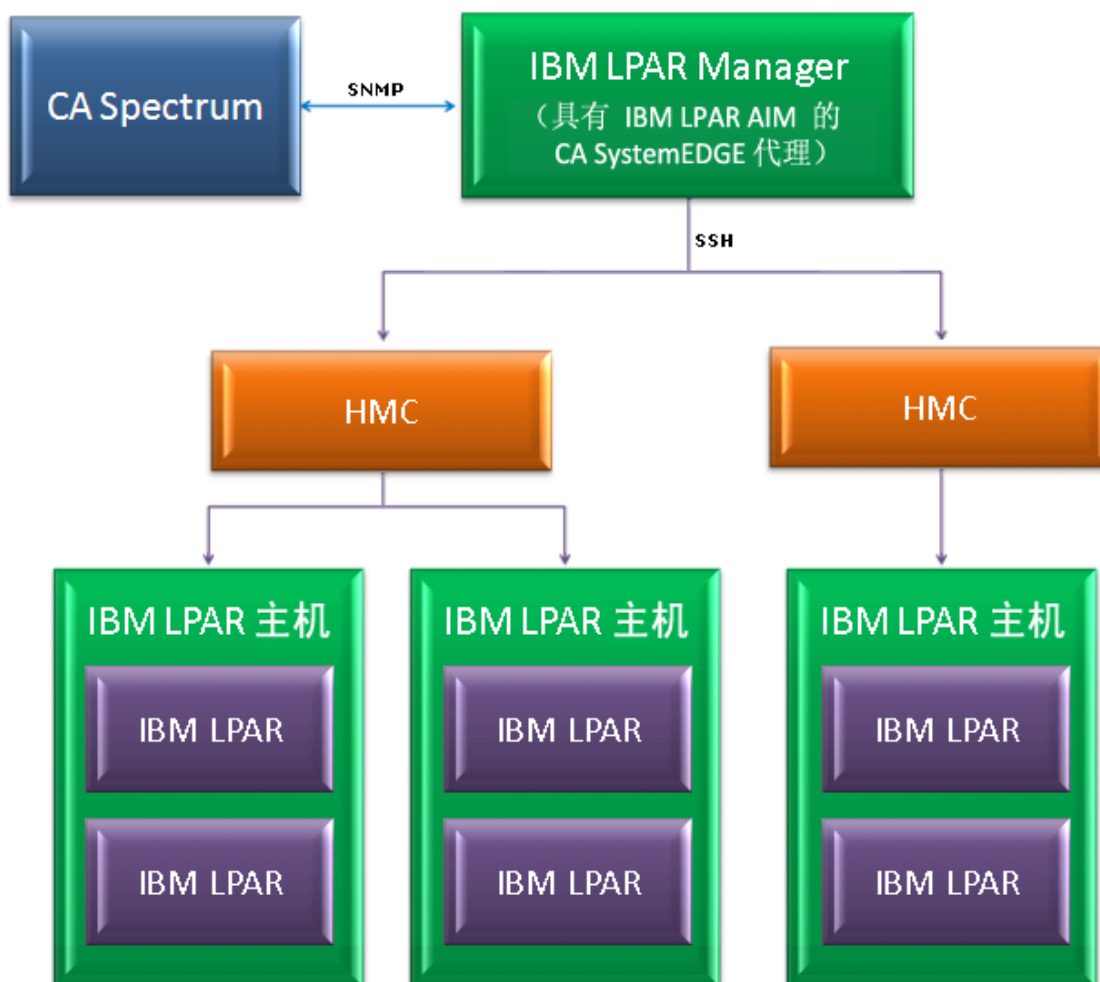 CA Spectrum
SNMP
IBM LPAR Manager
（具有 IBM LPAR AIM 的
CA SystemEDGE 代理）
SSH
HMC
HMC
IBM LPAR 主机
IBM LPAR
IBM LPAR
IBM LPAR 主机
IBM LPAR
IBM LPAR
IBM LPAR 主机
IBM LPAR
IBM LPAR